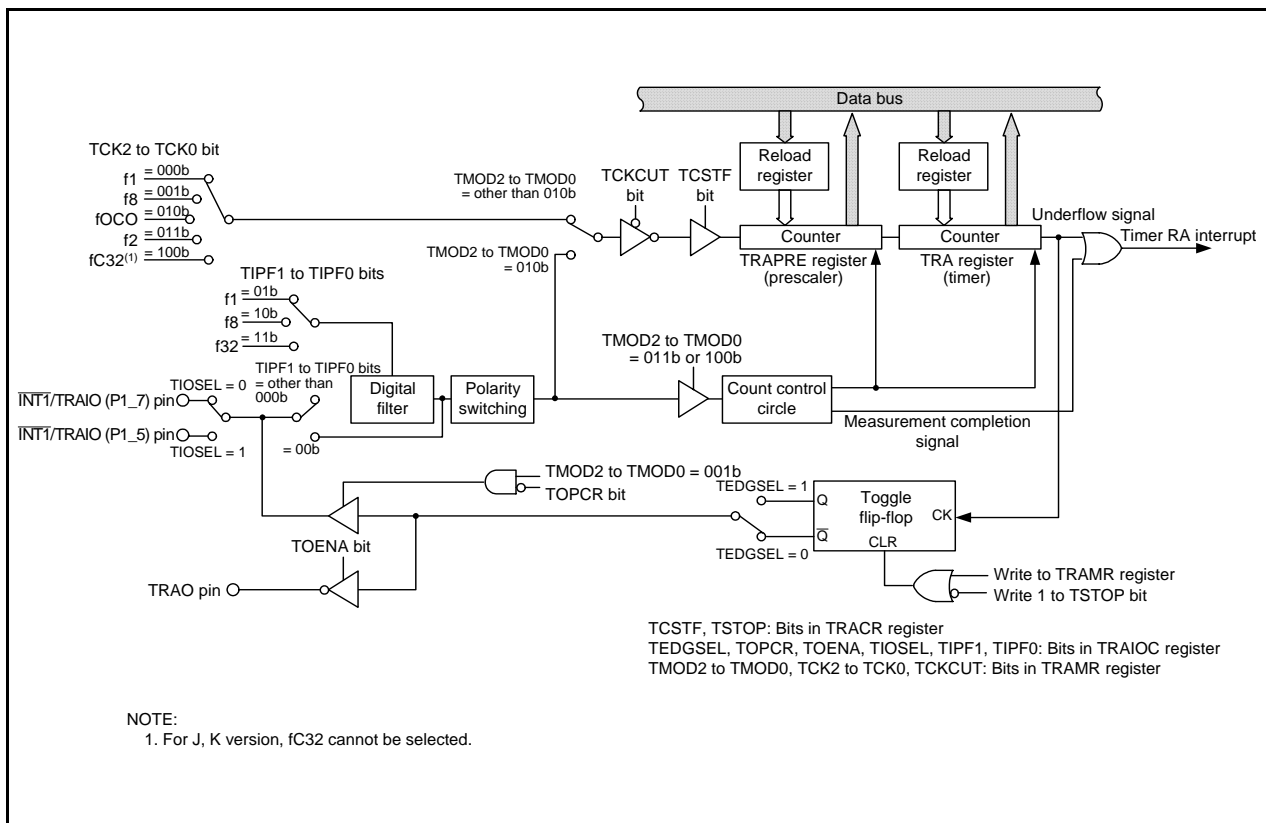 Data bus
TCK2 to TCK0 bit
f1 = 000b
f8 = 001b
fOCO = 010b
f2 = 011b
fC32(1) = 100b
TMOD2 to TMOD0
= other than 010b
TCKCUT
bit
TCSTF
bit
Reload
register
Reload
register
Underflow signal
Timer RA interrupt
Counter
Counter
TRAPRE register
(prescaler)
TRA register
(timer)
TMOD2 to TMOD0
= 010b
TIPF1 to TIPF0 bits
f1 = 01b
f8 = 10b
f32 = 11b
TMOD2 to TMOD0
= 011b or 100b
TIPF1 to TIPF0 bits
= other than
000b
Digital
filter
Polarity
switching
Count control
circle
Measurement completion
signal
TIOSEL = 0
INT1/TRAIO (P1_7) pin
INT1/TRAIO (P1_5) pin
TIOSEL = 1
= 00b
TMOD2 to TMOD0 = 001b
TOPCR bit
TEDGSEL = 1
Q
Toggle
flip-flop
CK
Q
CLR
TEDGSEL = 0
TOENA bit
TRAO pin
Write to TRAMR register
Write 1 to TSTOP bit
TCSTF, TSTOP: Bits in TRACR register
TEDGSEL, TOPCR, TOENA, TIOSEL, TIPF1, TIPF0: Bits in TRAIOC register
TMOD2 to TMOD0, TCK2 to TCK0, TCKCUT: Bits in TRAMR register
NOTE:
1. For J, K version, fC32 cannot be selected.